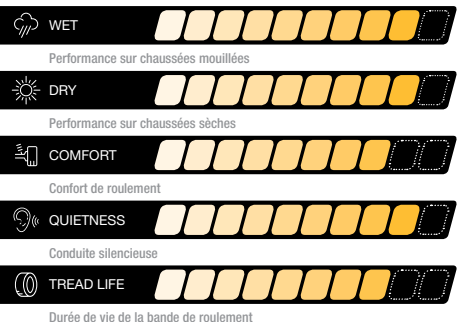 WET
Performance sur chaussées mouillées
DRY
Performance sur chaussées sèches
COMFORT
Confort de roulement
QUIETNESS
Conduite silencieuse
TREAD LIFE
Durée de vie de la bande de roulement